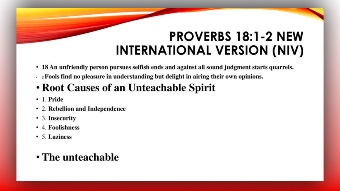 PROVERBS 18:1-2 NEW
INTERNATIONAL VERSION (NIV)
• 18 An unfriendly person pursues selfish ends and against all sound judgment starts quarrels.
• 2 Fools find no pleasure in understanding but delight in airing their own opinions.
• Root Causes of an Unteachable Spirit
• 1. Pride
• 2. Rebellion and Independence
• 3. Insecurity
• 4. Foolishness
• 5. Laziness
• The unteachable